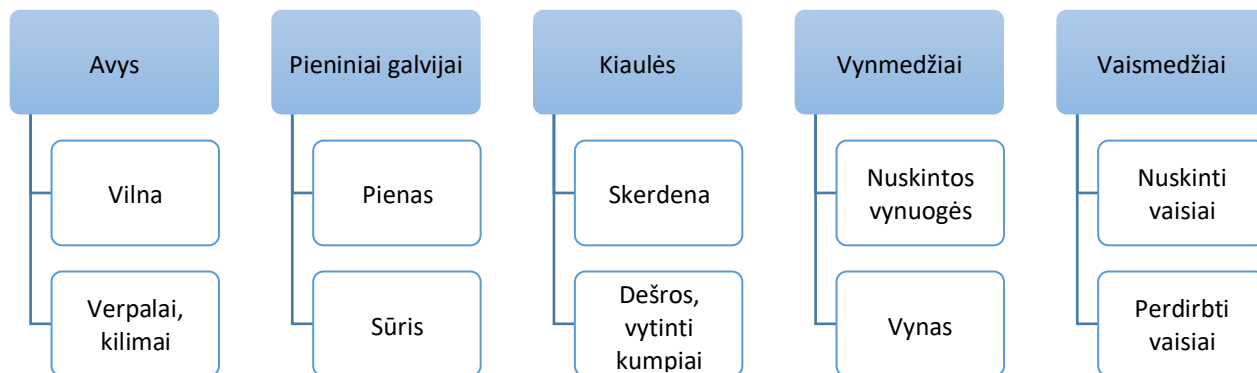 Avys
Pieniniai galvijai
Kiaulės
Vynmedžiai
Vaismedžiai
Vilna
Pienas
Skerdena
Nuskintos
vynuogės
Nuskinti
vaisiai
Verpalai,
kilimai
Sūris
Dešros,
vytinti
kumpiai
Vynas
Perdirbti
vaisiai